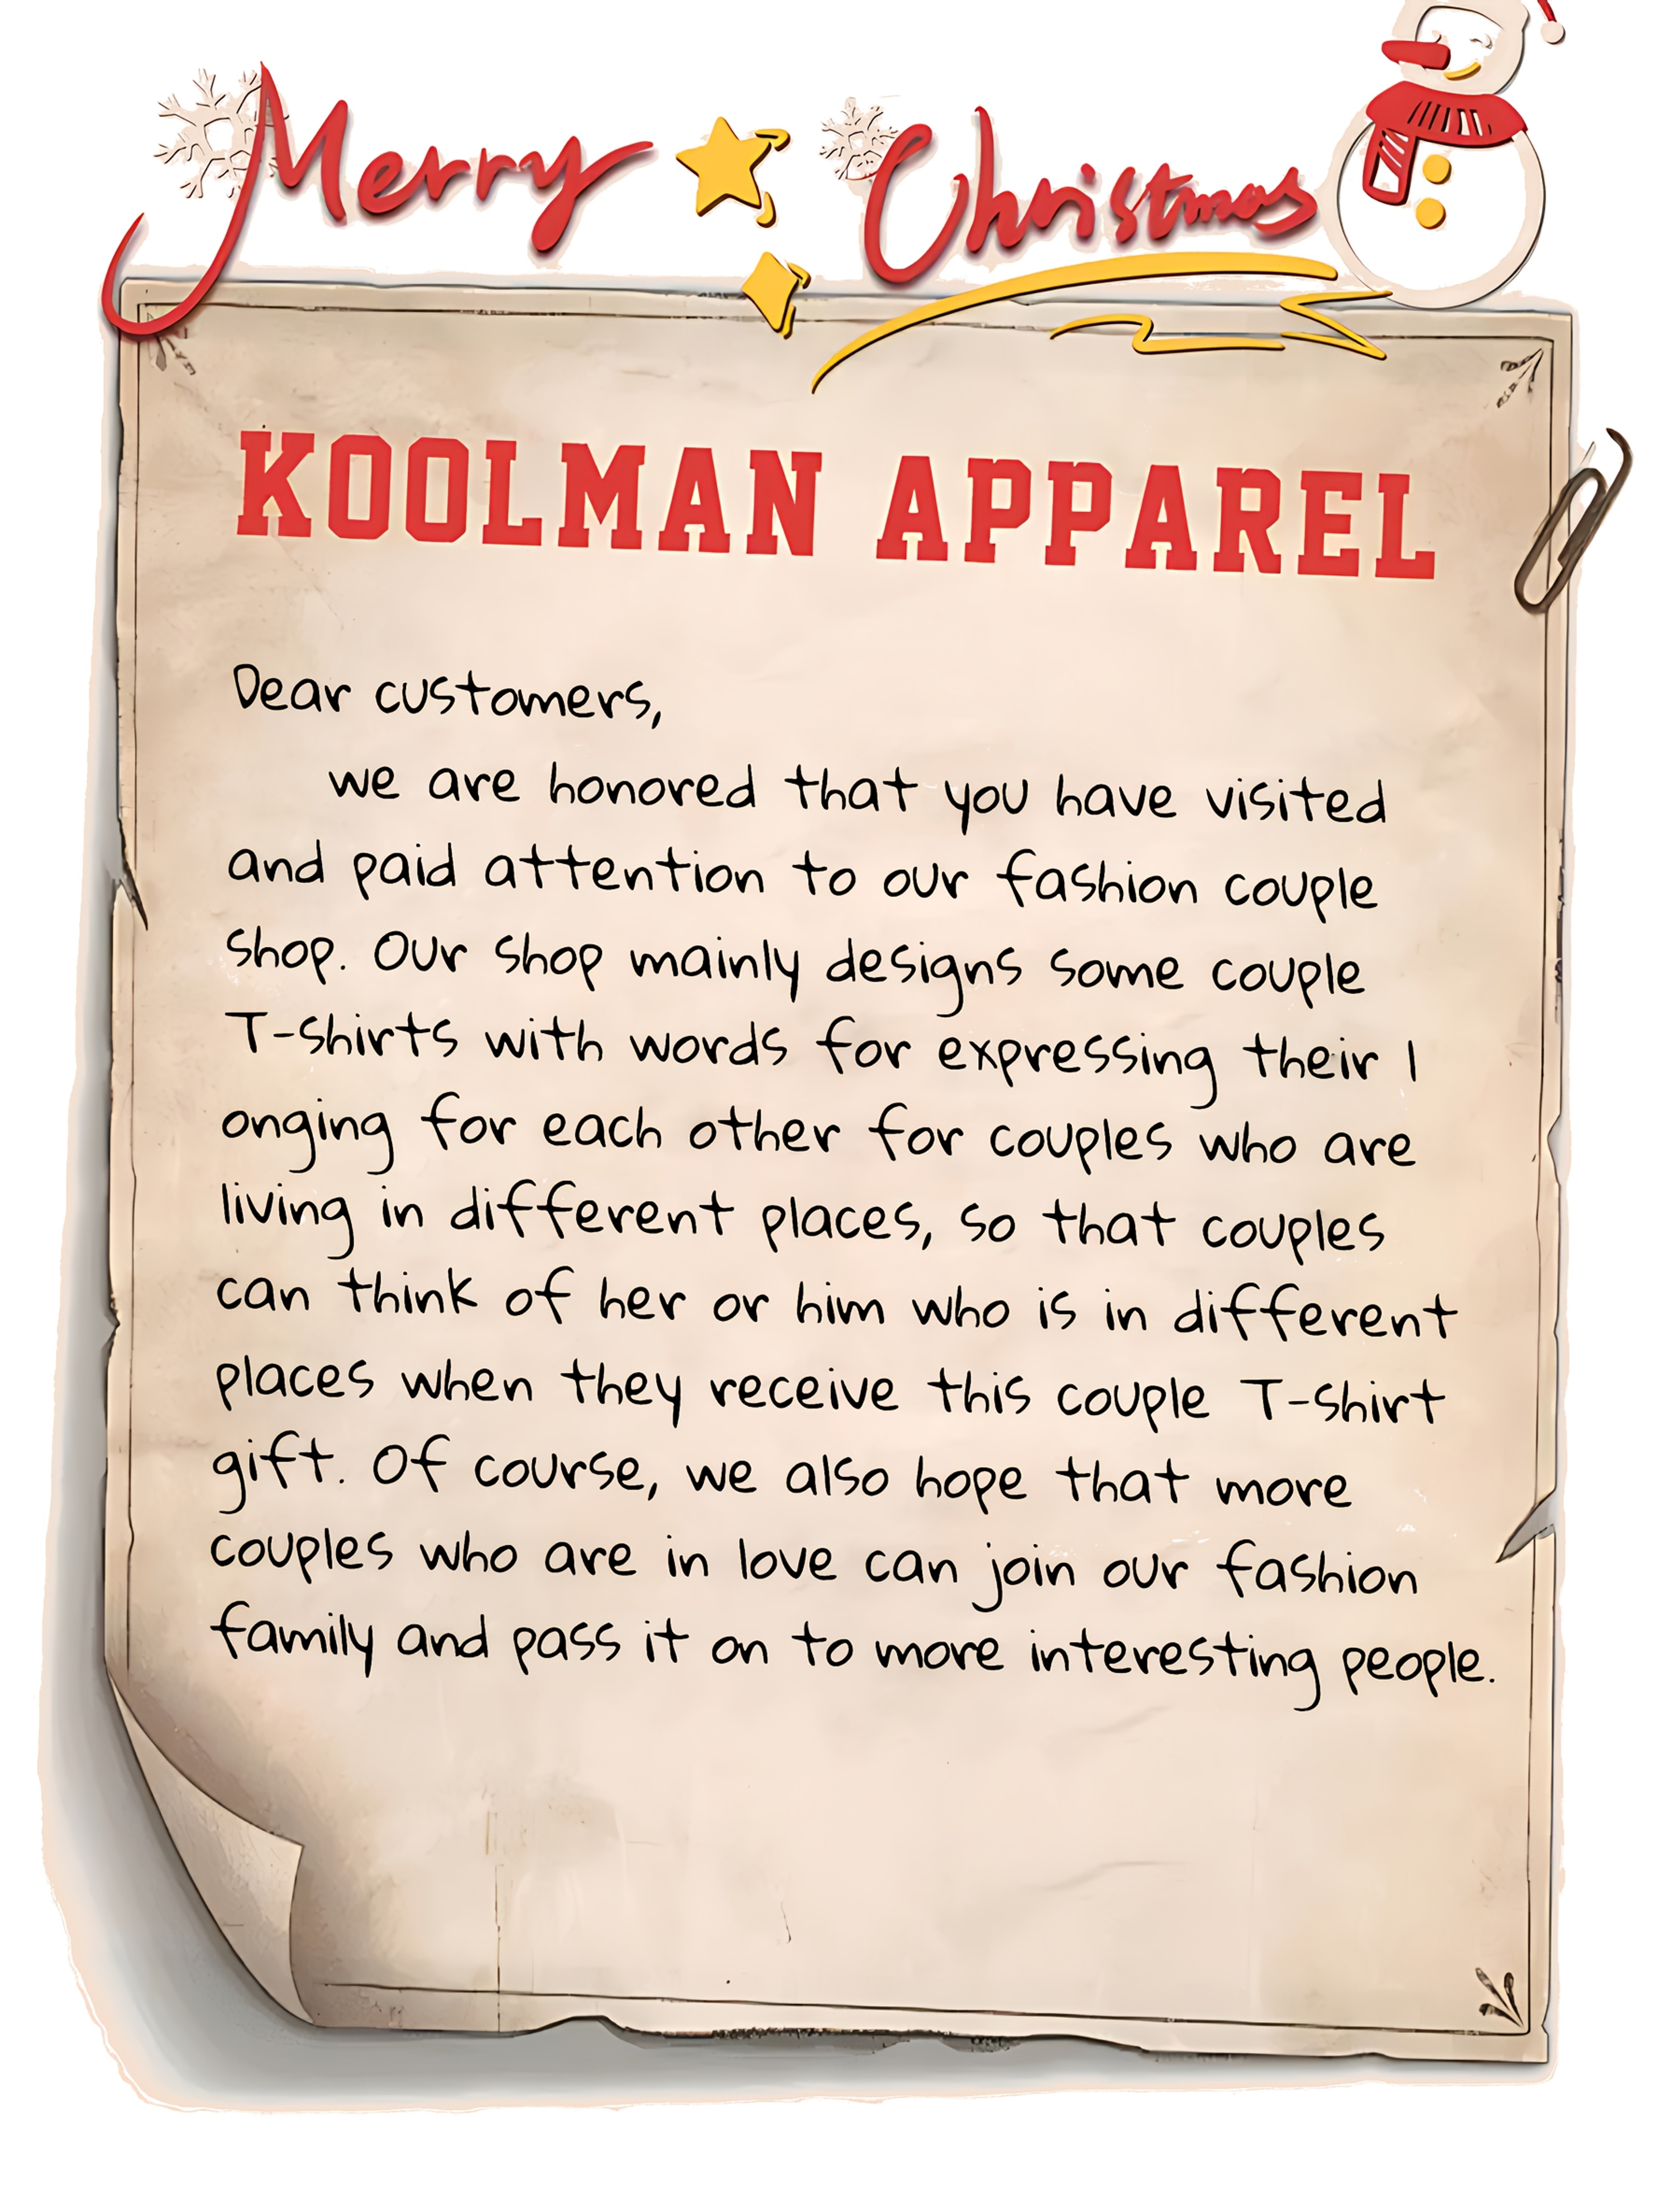 Merry Christmas
KOOLMAN APPAREL
Dear customers,
we are honored that you have visited
and paid attention to our fashion couple
shop. Our shop mainly designs some couple
T-shirts with words for expressing their l
onging for each other for couples who are
living in different places, so that couples
can think of her or him who is in different
places when they receive this couple T-shirt
gift. Of course, we also hope that more
couples who are in love can join our fashion
family and pass it on to more interesting people.